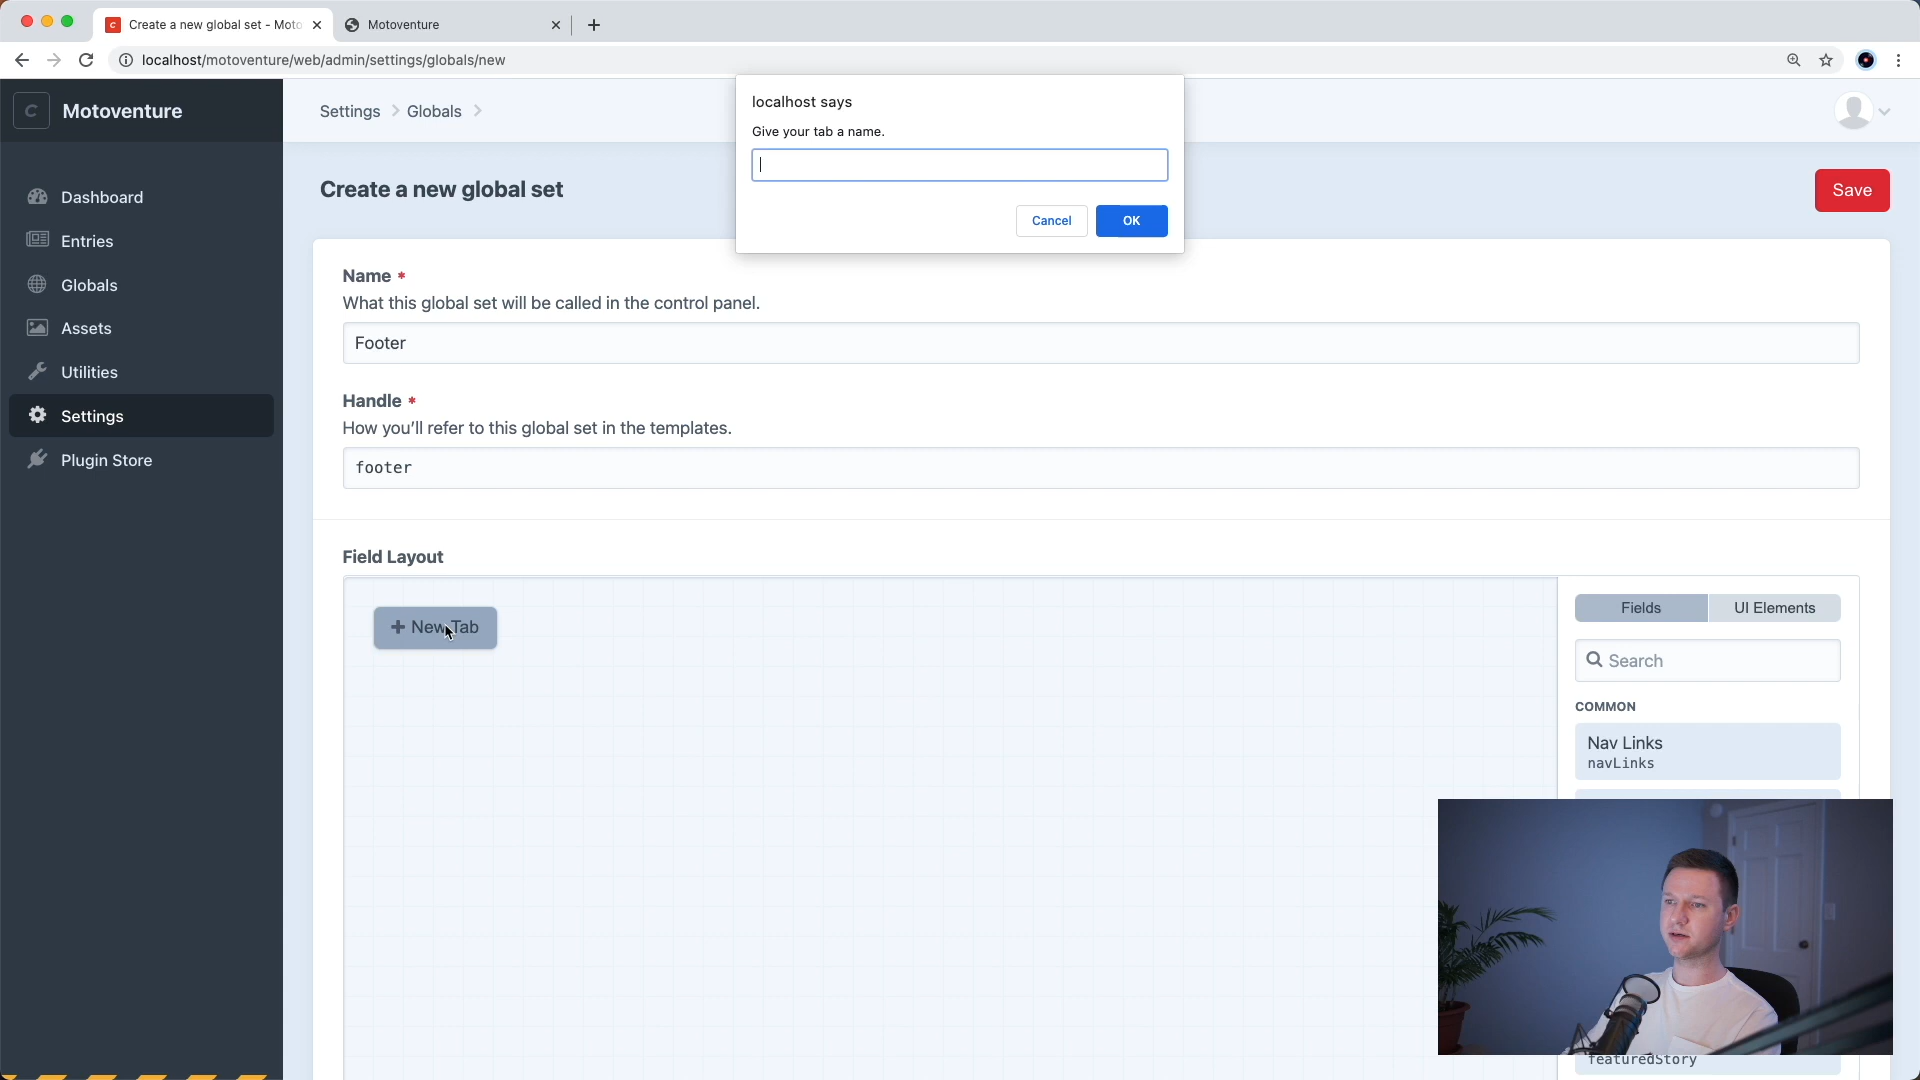 Create a new global set - Moto
Motoventure
localhost/motoventure/web/admin/settings/globals/new
C
Motoventure
Settings
Globals
localhost says
Give your tab a name.
Cancel
OK
Dashboard
Entries
Globals
Assets
Utilities
Settings
Plugin Store
Create a new global set
Save
Name *
What this global set will be called in the control panel.
Footer
Handle *
How you’ll refer to this global set in the templates.
footer
Field Layout
+ New Tab
Fields
UI Elements
Search
COMMON
Nav Links
navLinks
featuredStory